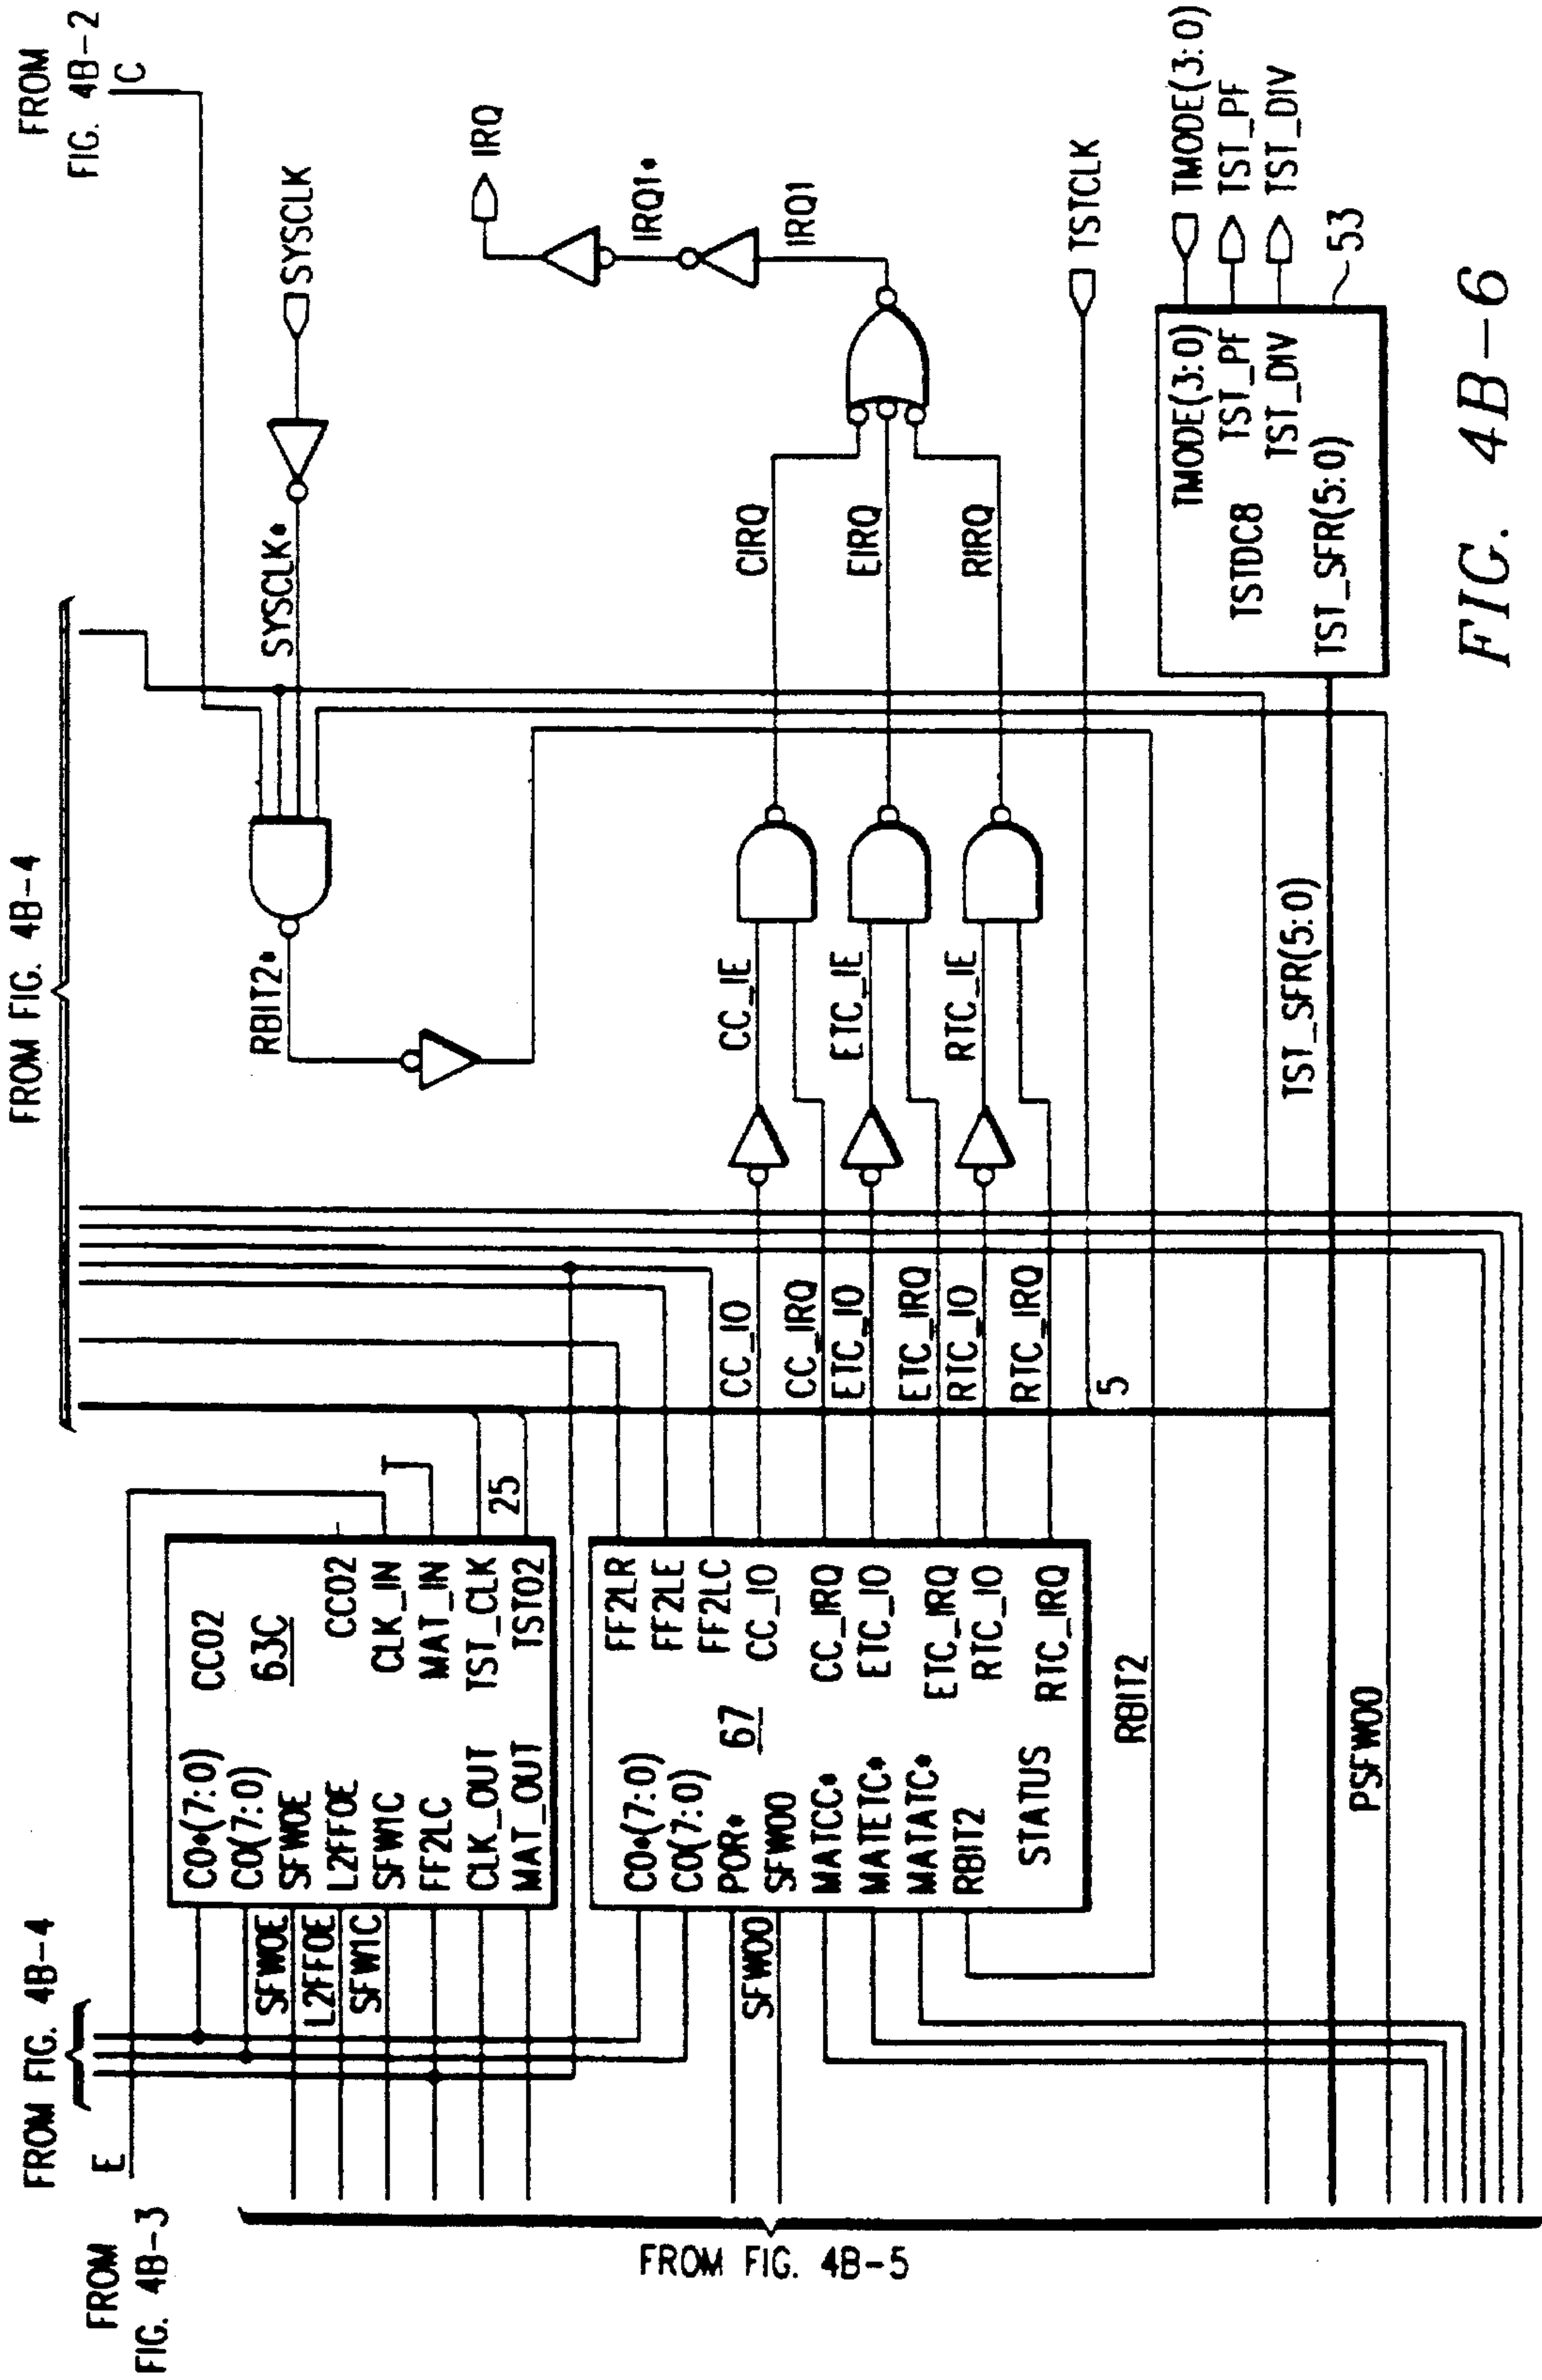 FROM
FIG. 4B-3
E
FROM FIG. 4B-4
FROM FIG. 4B-4
FROM
FIG. 4B-2
C
FROM FIG. 4B-5
CO*(7:0)
CO(7:0)
SFW0E
L2FF0E
SFW1C
FF2LC
CLK_OUT
MAT_OUT
CC02
63C
CC02
CLK_IN
MAT_IN
TST_CLK
TST02
SFW0E
L2FF0E
SFW1C
25
CO*(7:0)
CO(7:0)
POR*
SFW00
MATCC*
MATETC*
MATATC*
RBIT2
STATUS
67
FF2LR
FF2LE
FF2LC
CC_IO
CC_IRQ
ETC_IO
ETC_IRQ
RTC_IO
RTC_IRQ
SFW00
RBIT2
PSFW00
CC_IO
CC_IRQ
ETC_IO
ETC_IRQ
RTC_IO
RTC_IRQ
5
RBIT2*
SYSCLK*
SYSCLK
CC_IE
ETC_IE
RTC_IE
CIRQ
EIRQ
RIRQ
IRQ1
IRQ1*
IRQ
TSTCLK
TST_SFR(5:0)
TMODE(3:0)
TST_PF
TSTDC8
TST_DIV
TST_SFR(5:0)
TMODE(3:0)
TST_PF
TST_DIV
53
FIG. 4B-6